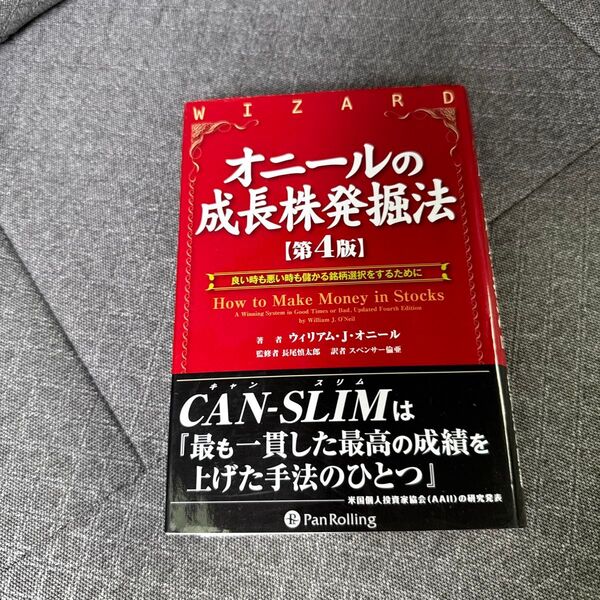 WIZARD
オニールの
成長株発掘法
【第4版】
良い時も悪い時も儲かる銘柄選択をするために
How to Make Money in Stocks
A Winning System in Good Times or Bad, Updated Fourth Edition
by William J. O'Neil
著 者 ウィリアム・J・オニール
監修者 長尾慎太郎 訳者 スペンサー倫亜
キャン スリム
CAN-SLIMは
『最も一貫した最高の成績を
上げた手法のひとつ』
米国個人投資家協会(AAII)の研究発表
PanRolling